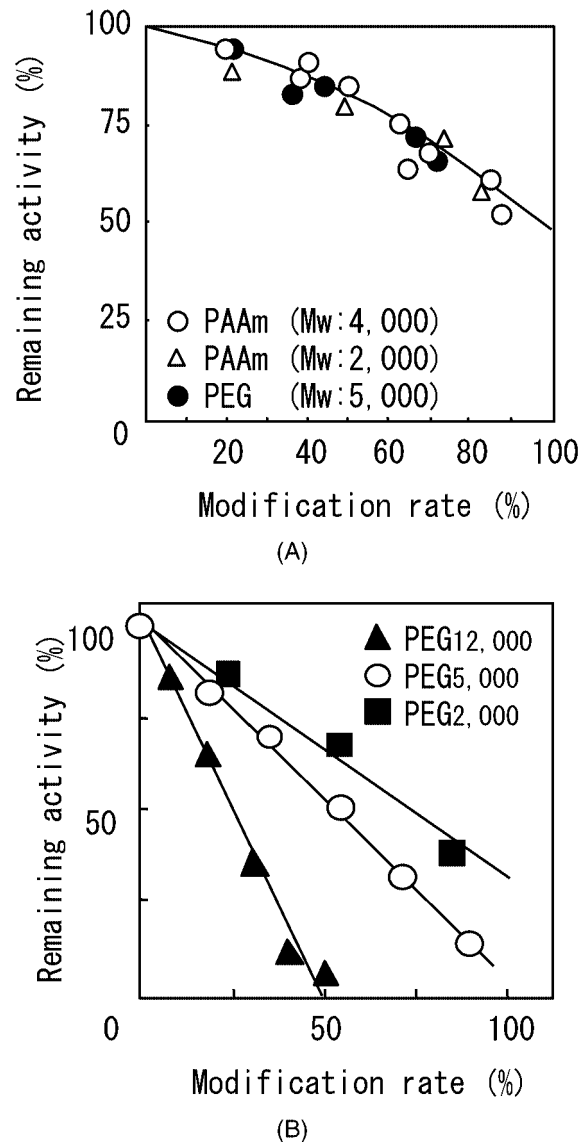 100
75
50
25
0
Remaining activity (%)
PAAm (Mw:4,000)
PAAm (Mw:2,000)
PEG (Mw:5,000)
20 40 60 80 100
Modification rate (%)
(A)
100
50
0
Remaining activity (%)
PEG12,000
PEG5,000
PEG2,000
50 100
Modification rate (%)
(B)